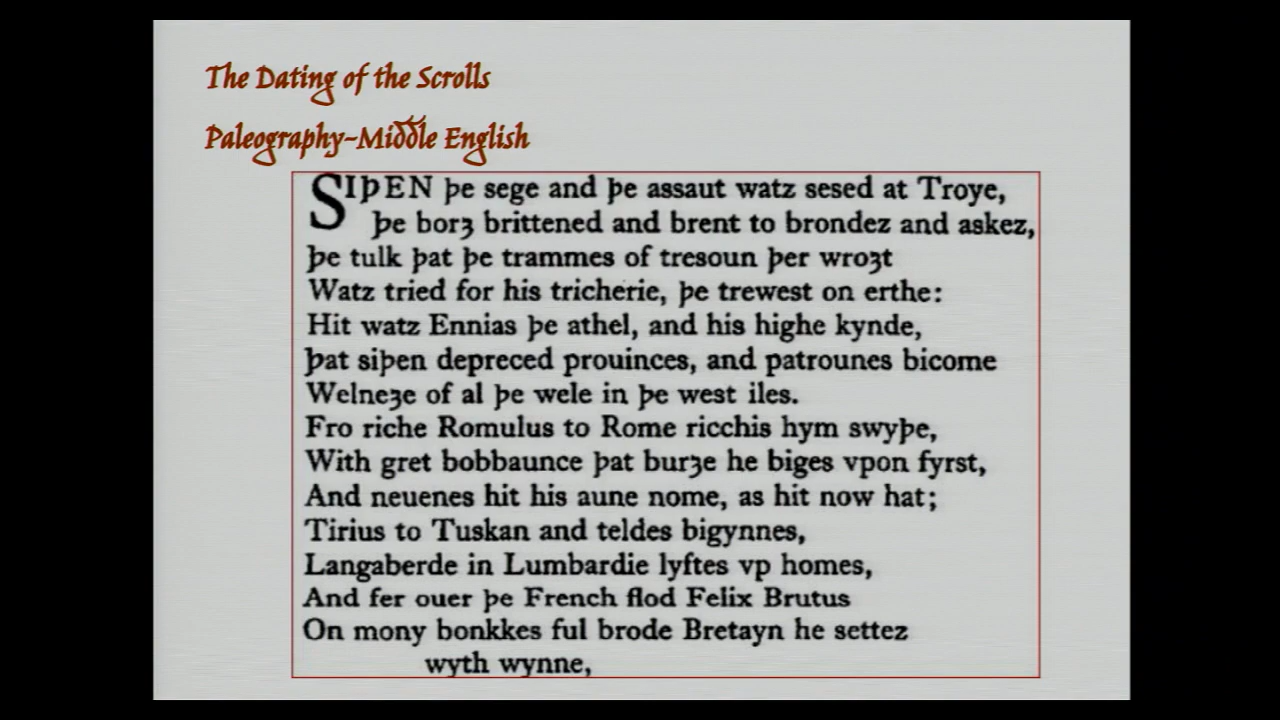 The Dating of the Scrolls
Paleography-Middle English
SIÞEN þe sege and þe assaut watz sesed at Troye,
þe borȝ brittened and brent to brondez and askez,
þe tulk þat þe trammes of tresoun þer wroȝt
Watz tried for his tricherie, þe trewest on erthe:
Hit watz Ennias þe athel, and his highe kynde,
þat siþen depreced prouinces, and patrounes bicome
Welneȝe of al þe wele in þe west iles.
Fro riche Romulus to Rome ricchis hym swyþe,
With gret bobbaunce þat burȝe he biges vpon fyrst,
And neuenes hit his aune nome, as hit now hat;
Tirius to Tuskan and teldes bigynnes,
Langaberde in Lumbardie lyftes vp homes,
And fer ouer þe French flod Felix Brutus
On mony bonkkes ful brode Bretayn he settez
wyth wynne,